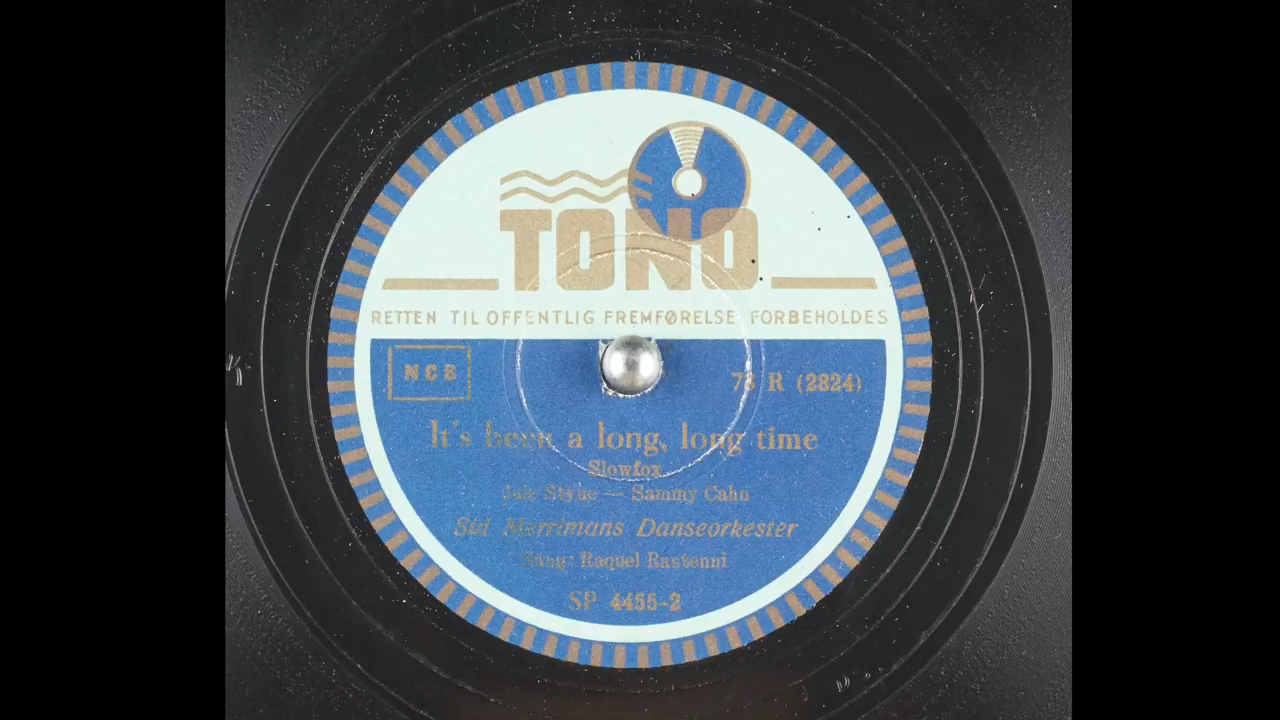 TONO
RETTEN TIL OFFENTLIG FREMFØRELSE FORBEHOLDES
NCB
78 R (2824)
It's been a long, long time
Slowfox
Jule Styne — Sammy Cahn
Sid Merrimans Danseorkester
Sang: Raquel Rastenni
SP 4455-2